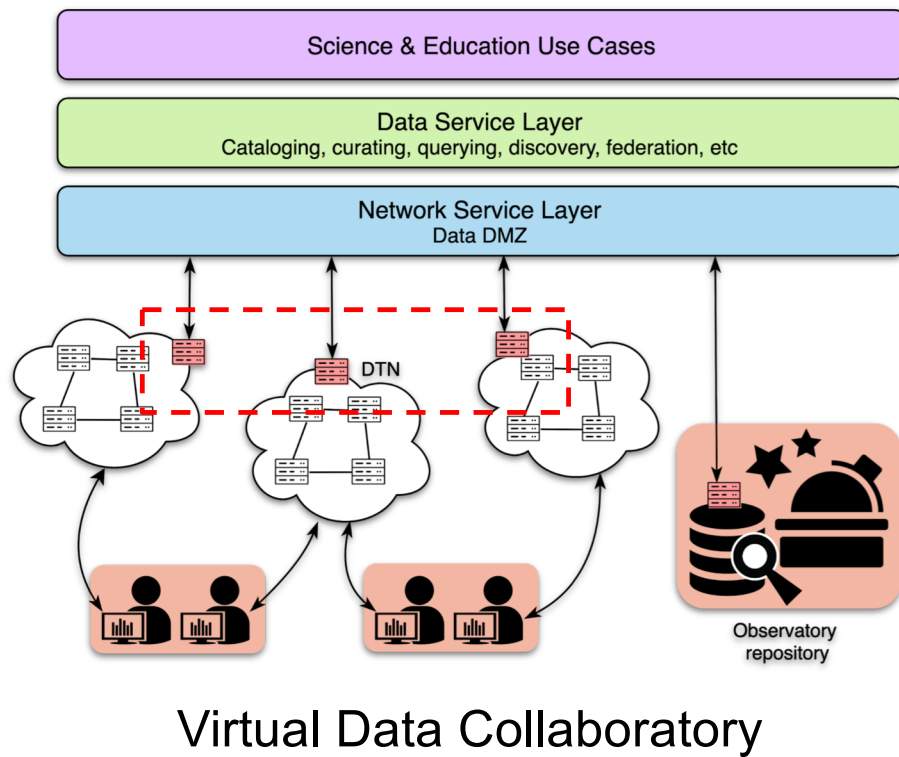 Science & Education Use Cases
Data Service Layer
Cataloging, curating, querying, discovery, federation, etc
Network Service Layer
Data DMZ
DTN
Observatory
repository
Virtual Data Collaboratory